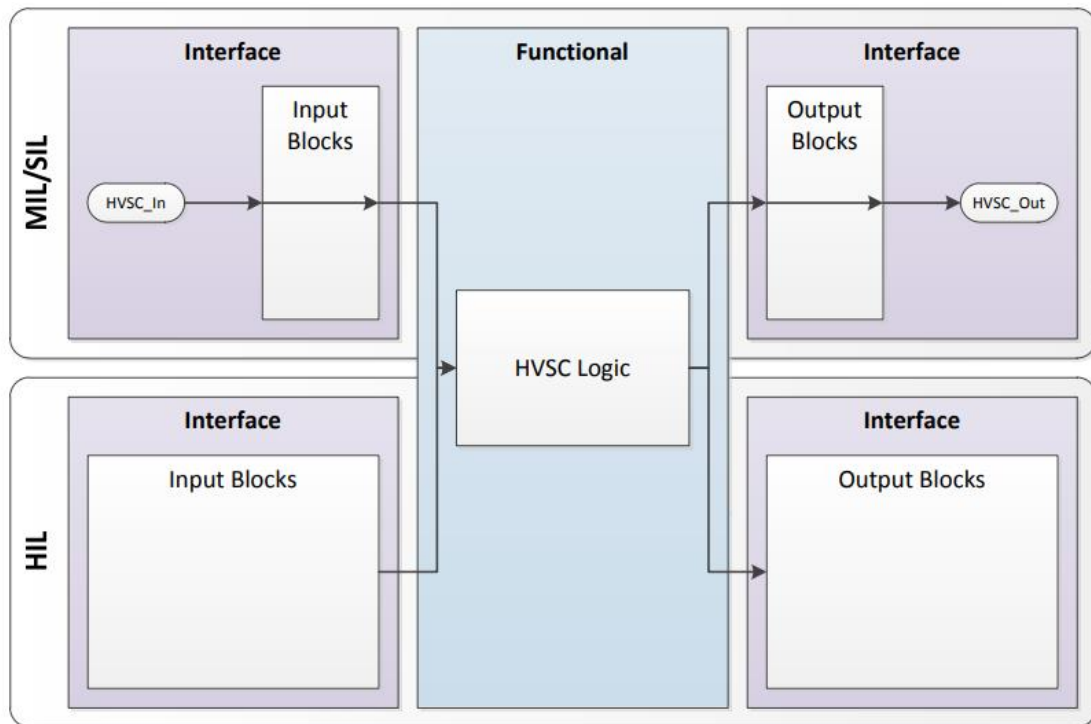 MIL/SIL
Interface
Input
Blocks
HVSC_In
Functional
HVSC Logic
Interface
Output
Blocks
HVSC_Out
HIL
Interface
Input Blocks
Interface
Output Blocks